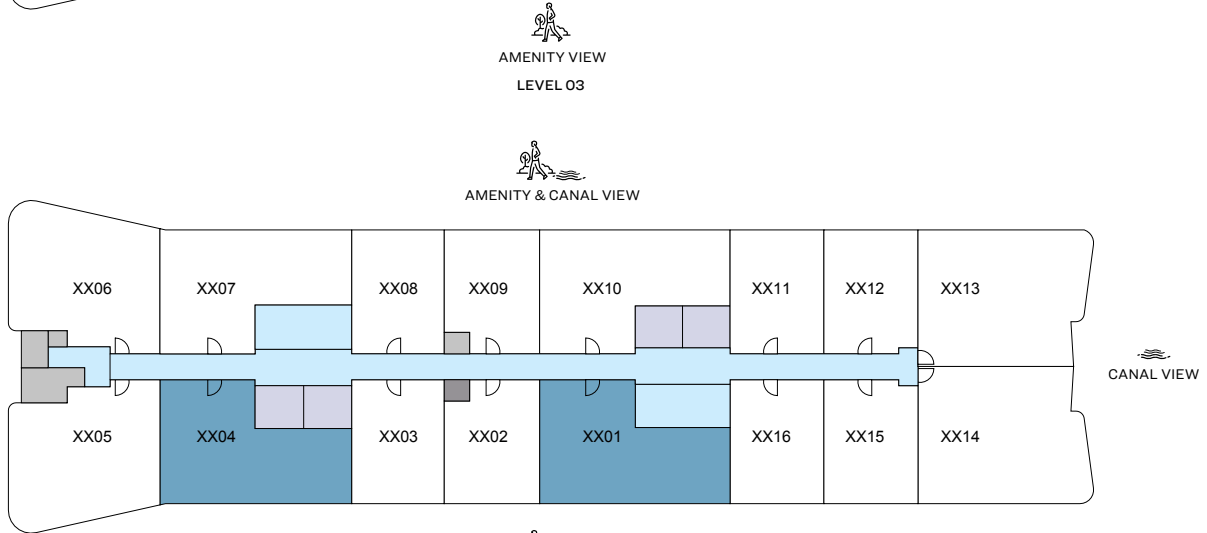 AMENITY VIEW
LEVEL 03
AMENITY & CANAL VIEW
XX06 XX07 XX08 XX09 XX10 XX11 XX12 XX13
CANAL VIEW
XX05 XX04 XX03 XX02 XX01 XX16 XX15 XX14